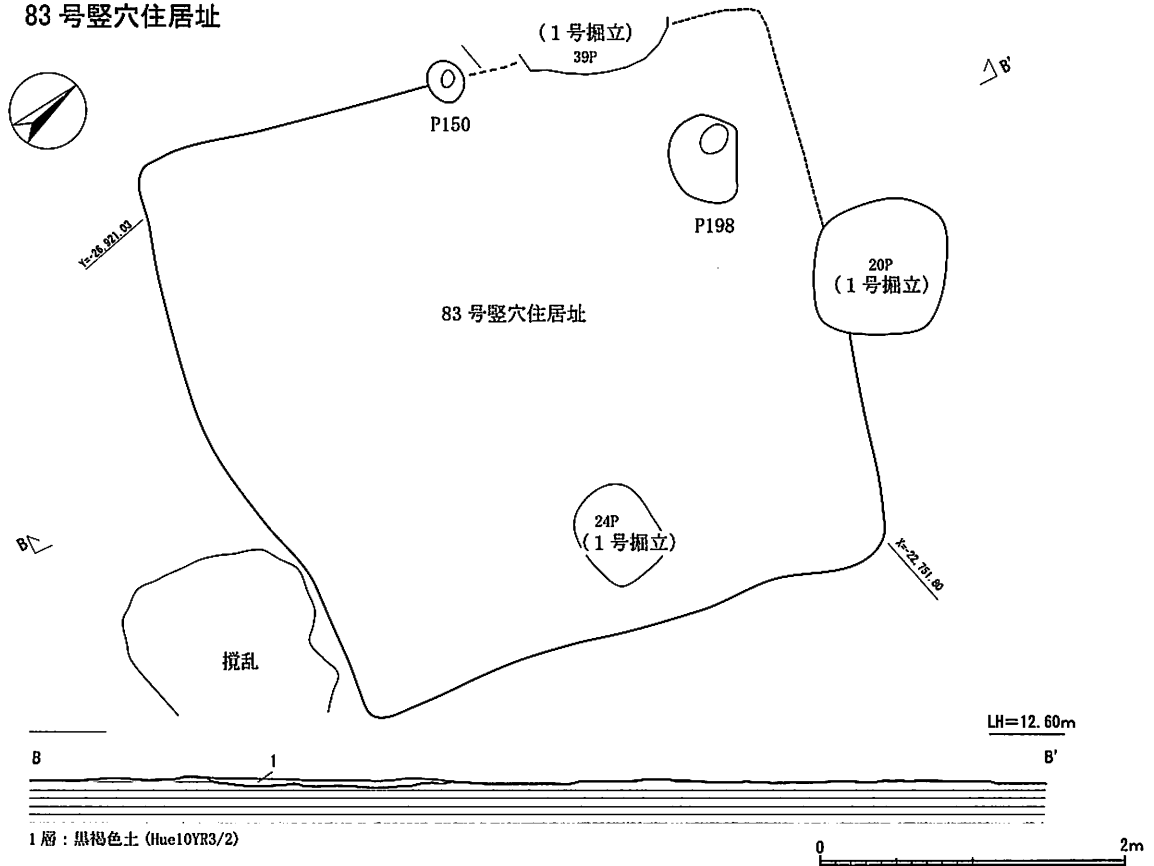 83 号竪穴住居址
(1 号掘立)
39P
B'
P150
P198
Y=-26,921.03
20P
(1 号掘立)
83 号竪穴住居址
24P
(1 号掘立)
B
X=-22,751.80
撹乱
LH=12.60m
B
1
B'
1 層 : 黒褐色土 (Hue10YR3/2)
0
2m